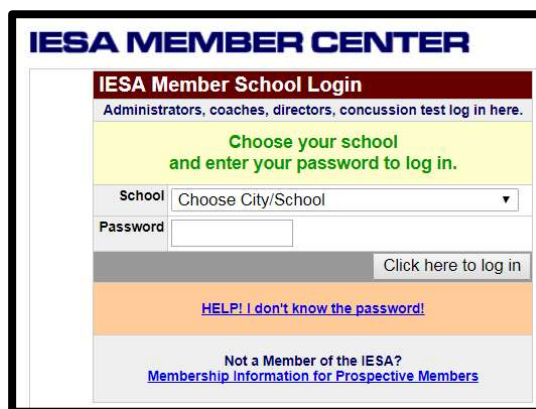 IESA MEMBER CENTER
IESA Member School Login
Administrators, coaches, directors, concussion test log in here.
Choose your school
and enter your password to log in.
School Choose City/School
Password
Click here to log in
HELP! I don't know the password!
Not a Member of the IESA?
Membership Information for Prospective Members